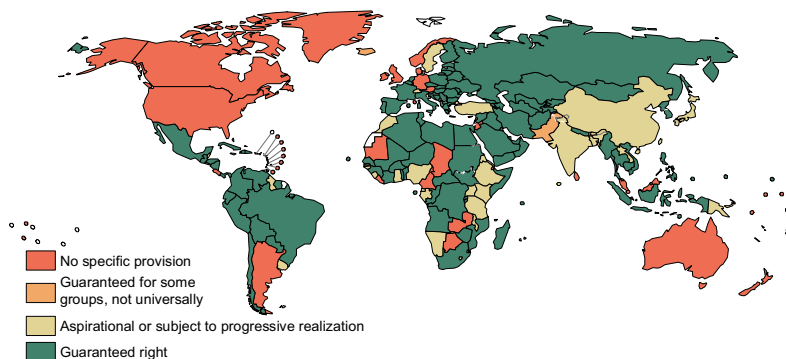 No specific provision
Guaranteed for some
groups, not universally
Aspirational or subject to progressive realization
Guaranteed right